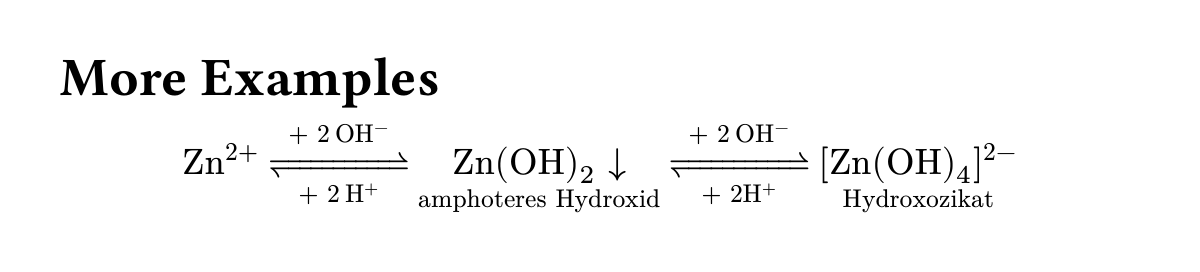 More Examples
+ 2 OH⁻ + 2 OH⁻
Zn²⁺ ⇌ Zn(OH)₂ ↓ ⇌ [Zn(OH)₄]²⁻
+ 2 H⁺ + 2H⁺
amphoteres Hydroxid Hydroxozikat